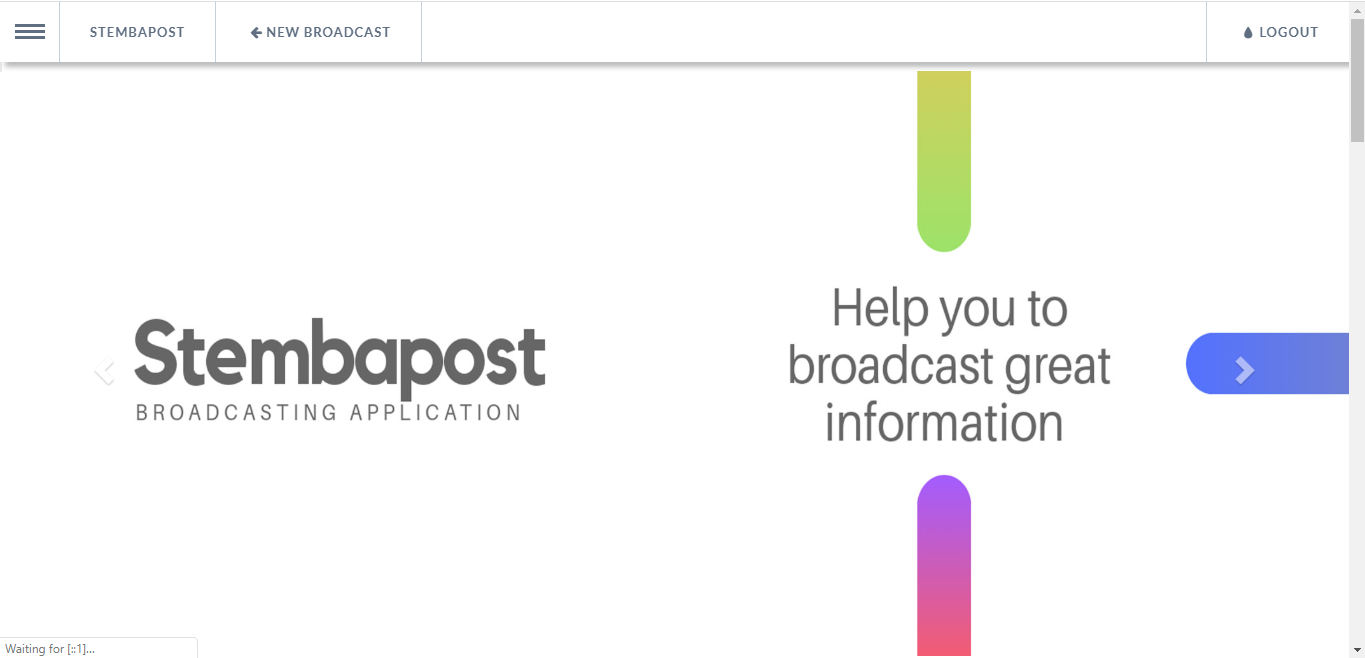 STEMBAPOST
NEW BROADCAST
LOGOUT
Stembapost
BROADCASTING APPLICATION
Help you to
broadcast great
information
Waiting for [::1]...